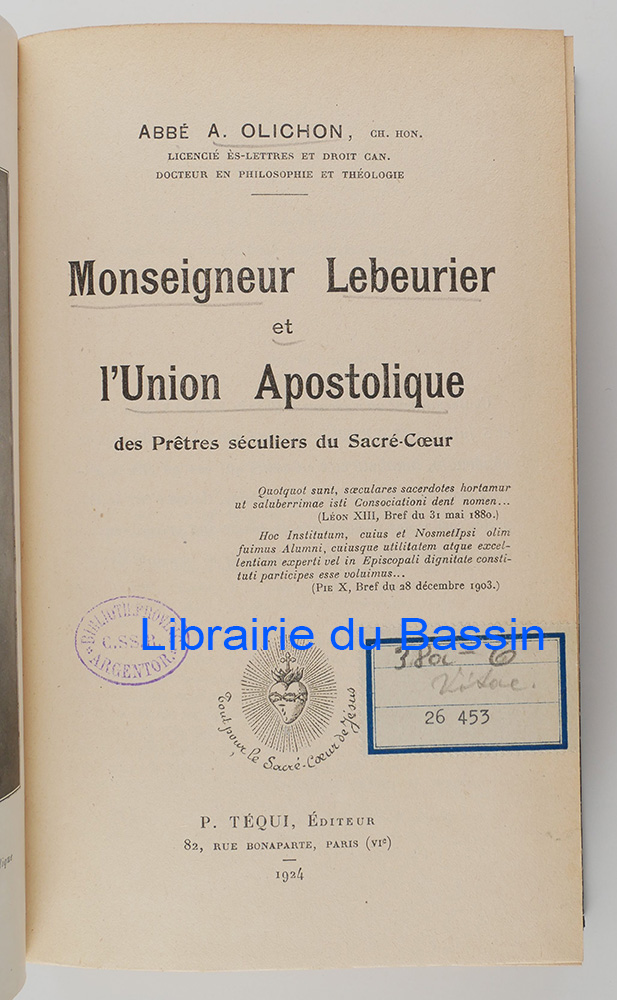 ABBÉ A. OLICHON, CH. HON.
LICENCIÉ ÈS-LETTRES ET DROIT CAN.
DOCTEUR EN PHILOSOPHIE ET THÉOLOGIE
Monseigneur Lebeurier
et
l'Union Apostolique
des Prêtres séculiers du Sacré-Cœur
Quotquot sunt, sæculares sacerdotes hortamur
ut saluberrimae isti Consociationi dent nomen...
(LÉON XIII, Bref du 31 mai 1880.)
Hoc Institutum, cuius et NosmetIpsi olim
fuimus Alumni, cuiusque utilitatem atque excel-
lentiam experti vel in Episcopali dignitate consti-
tuti participes esse voluimus...
(PIE X, Bref du 28 décembre 1903.)
BIBLIOTH. PROVINC.
C.SS.R.
ARGENTOR.
Librairie du Bassin
26 453
Tout pour le Sacré-Cœur de Jésus
P. TÉQUI, ÉDITEUR
82, RUE BONAPARTE, PARIS (VIe)
1924